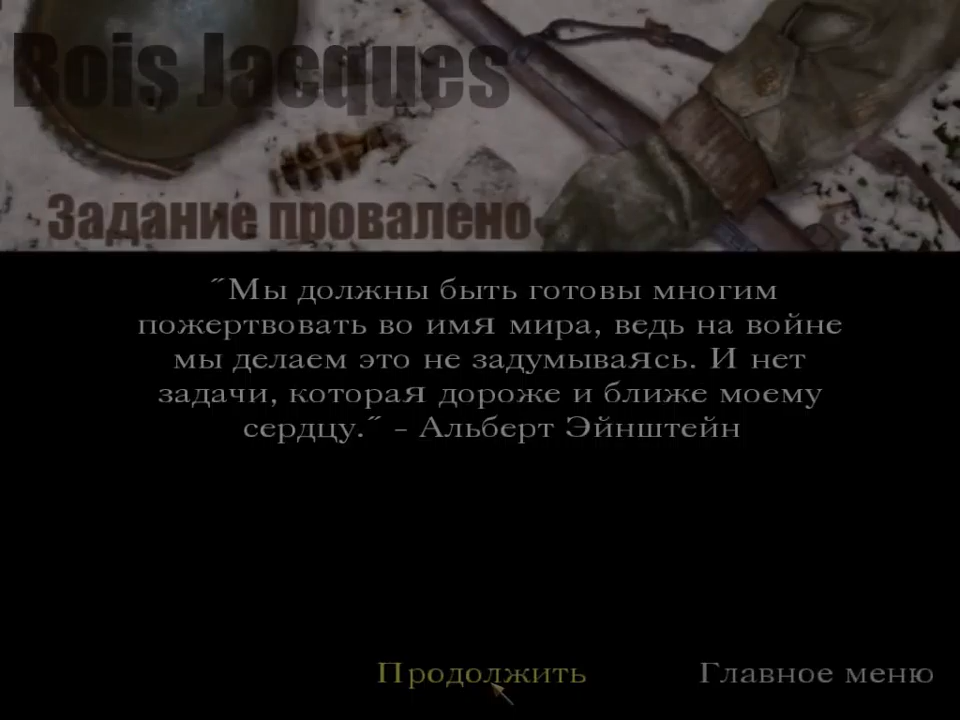 Bois Jacques
Задание провалено
˝Мы должны быть готовы многим
пожертвовать во имя мира, ведь на войне
мы делаем это не задумываясь. И нет
задачи, которая дороже и ближе моему
сердцу.˝ – Альберт Эйнштейн
Продолжить Главное меню